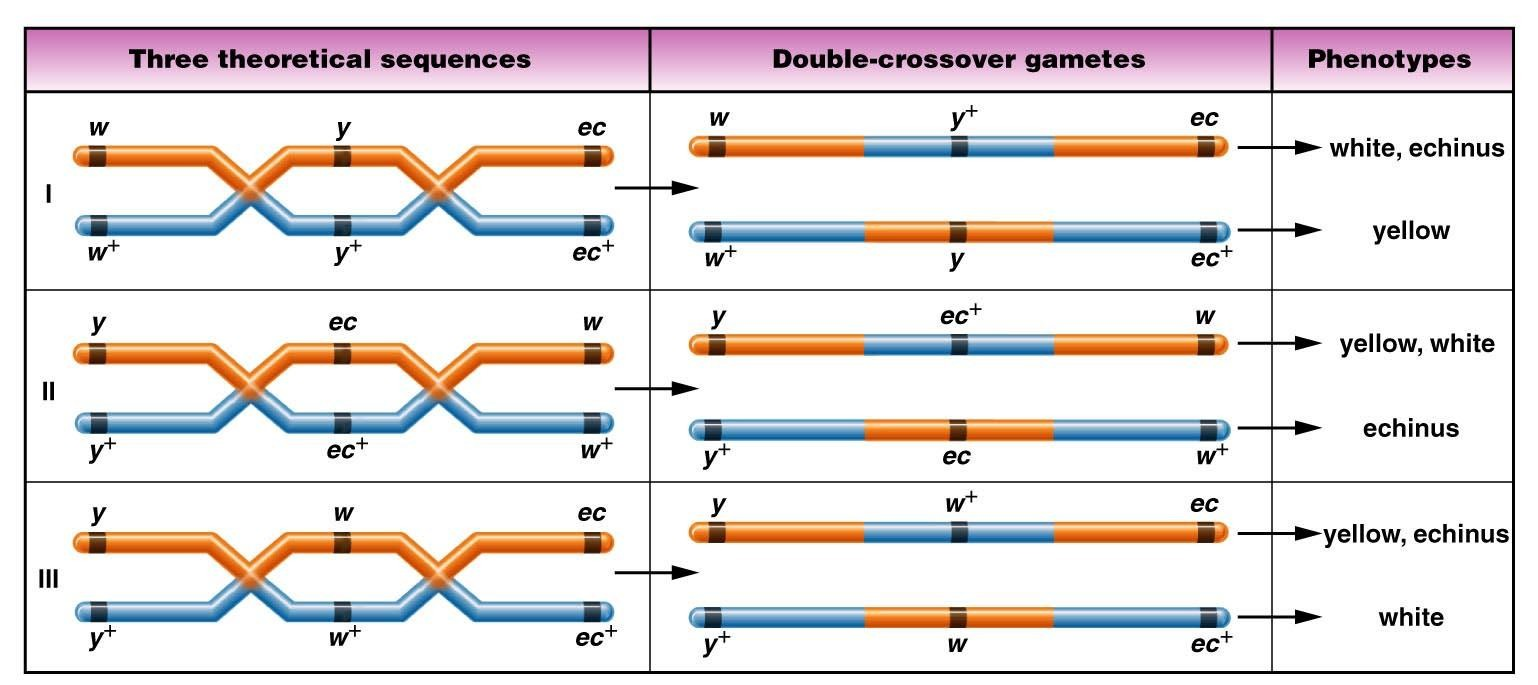 Three theoretical sequences
Double-crossover gametes
Phenotypes
I
w y ec
w+ y+ ec+
w y+ ec
white, echinus
w+ y ec+
yellow
II
y ec w
y+ ec+ w+
y ec+ w
yellow, white
y+ ec w+
echinus
III
y w ec
y+ w+ ec+
y w+ ec
yellow, echinus
y+ w ec+
white